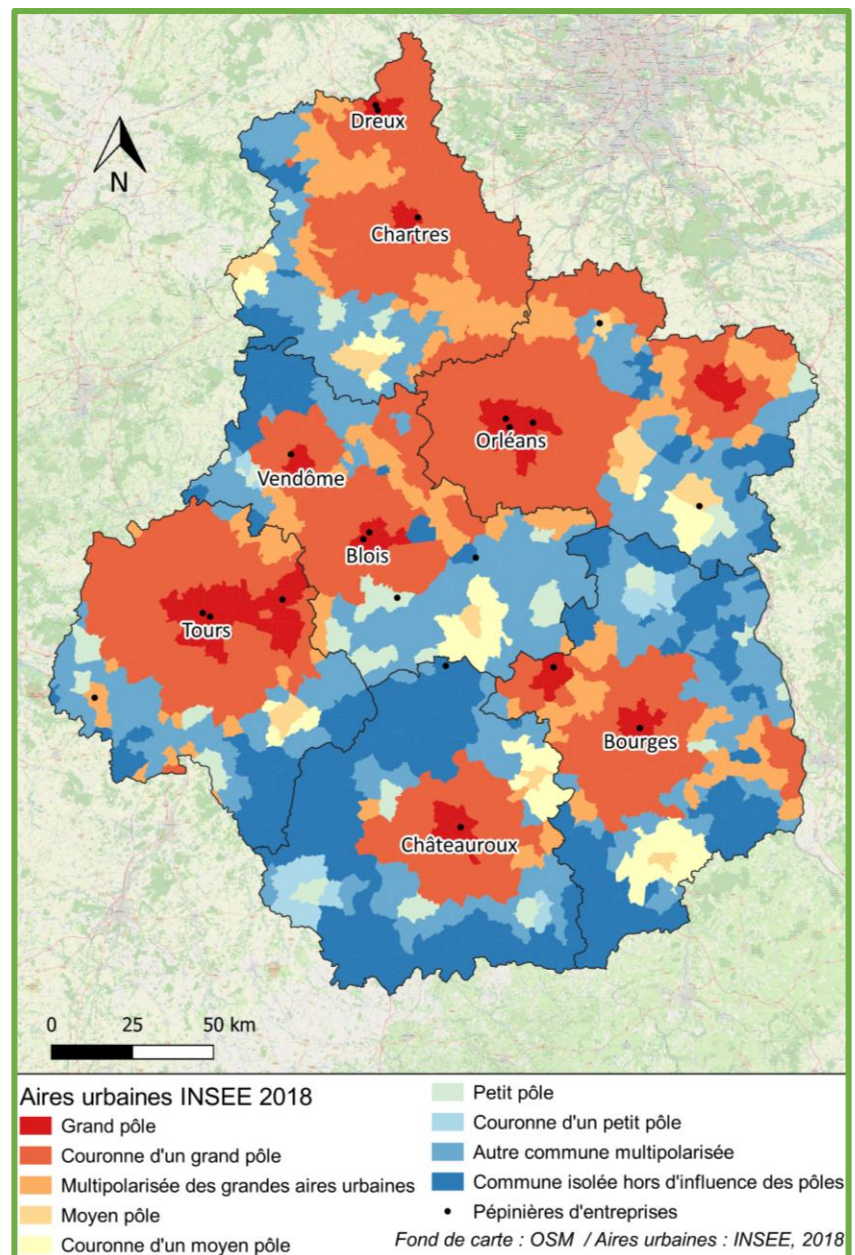 Dreux
N
Chartres
Orléans
Vendôme
Blois
Tours
Bourges
Châteauroux
0 25 50 km
Aires urbaines INSEE 2018
Grand pôle
Couronne d'un grand pôle
Multipolarisée des grandes aires urbaines
Moyen pôle
Couronne d'un moyen pôle
Petit pôle
Couronne d'un petit pôle
Autre commune multipolarisée
Commune isolée hors d'influence des pôles
Pépinières d'entreprises
Fond de carte : OSM / Aires urbaines : INSEE, 2018